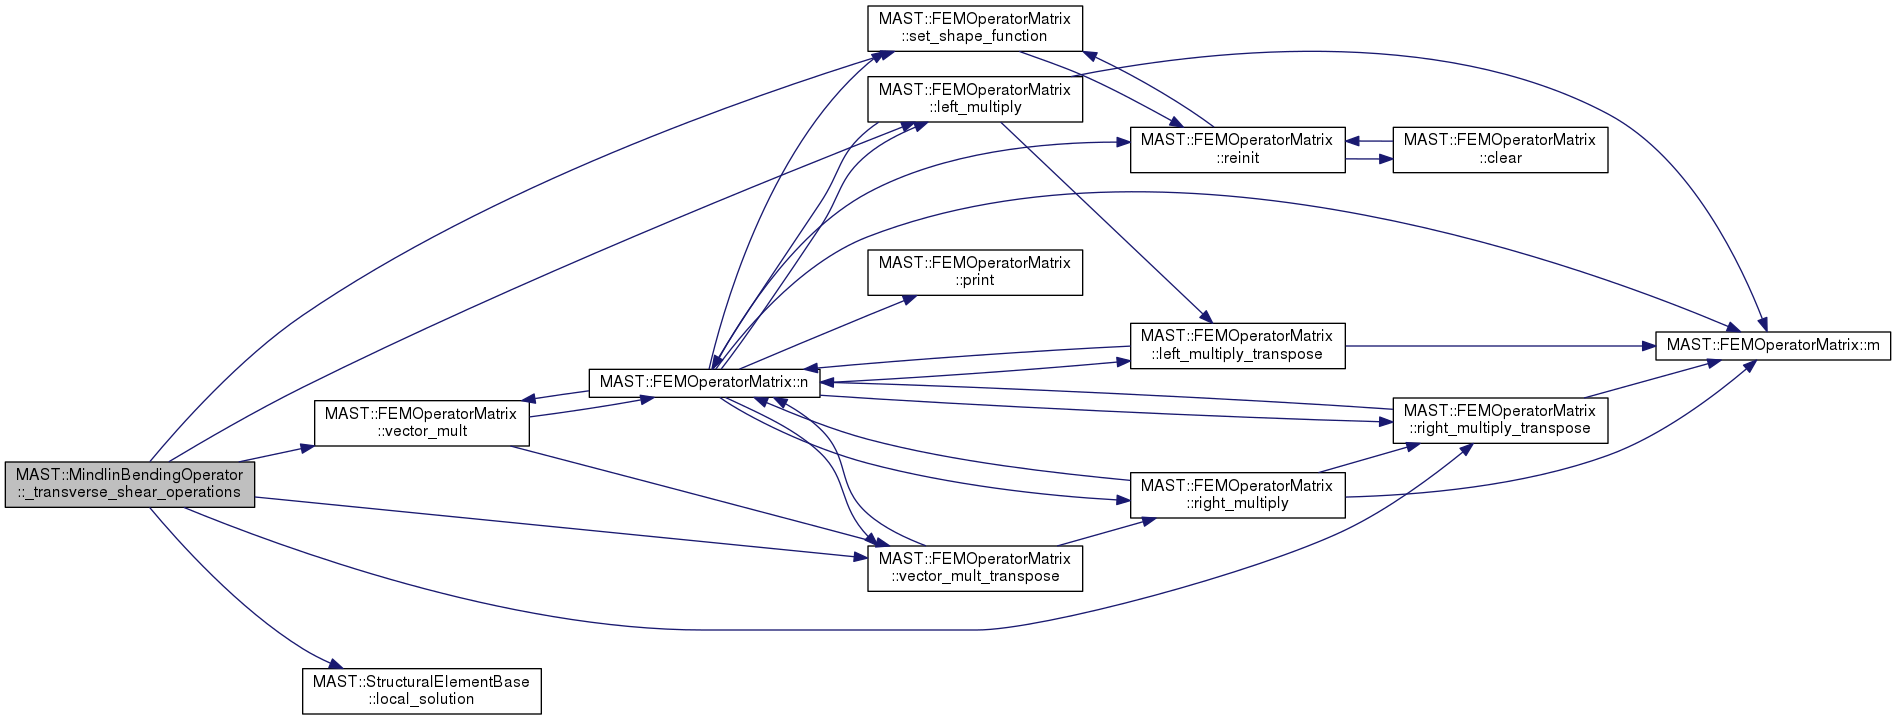 MAST::FEMOperatorMatrix
::set_shape_function
MAST::FEMOperatorMatrix
::left_multiply
MAST::FEMOperatorMatrix
::reinit
MAST::FEMOperatorMatrix
::clear
MAST::FEMOperatorMatrix
::print
MAST::FEMOperatorMatrix
::left_multiply_transpose
MAST::FEMOperatorMatrix::m
MAST::FEMOperatorMatrix::n
MAST::FEMOperatorMatrix
::vector_mult
MAST::FEMOperatorMatrix
::right_multiply_transpose
MAST::MindlinBendingOperator
::_transverse_shear_operations
MAST::FEMOperatorMatrix
::right_multiply
MAST::FEMOperatorMatrix
::vector_mult_transpose
MAST::StructuralElementBase
::local_solution